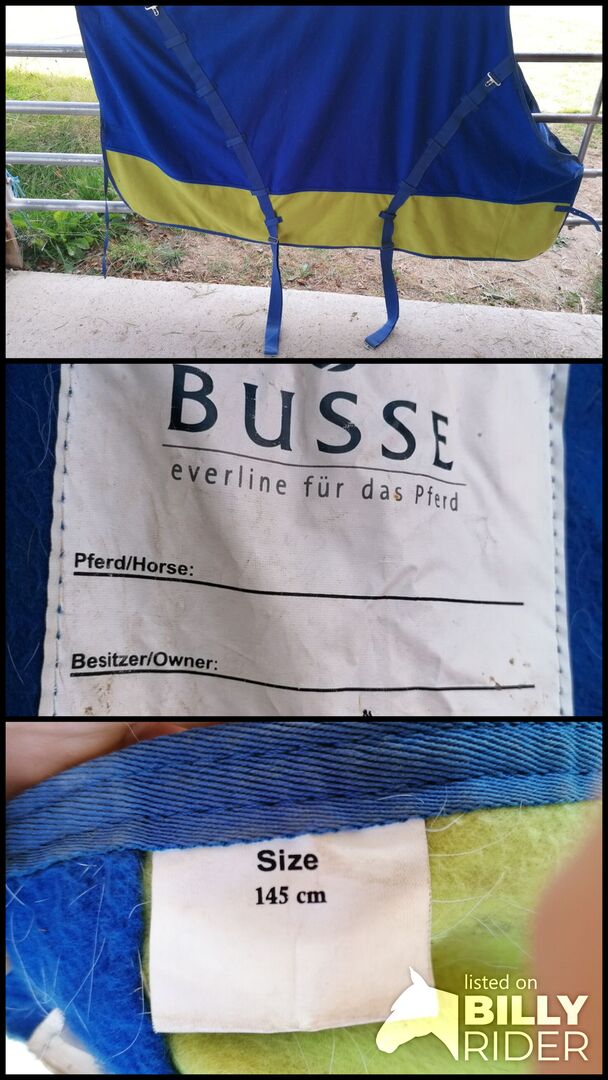 BUSSE
everline für das Pferd
Pferd/Horse:
Besitzer/Owner:
Size
145 cm
listed on
BILLY
RIDER